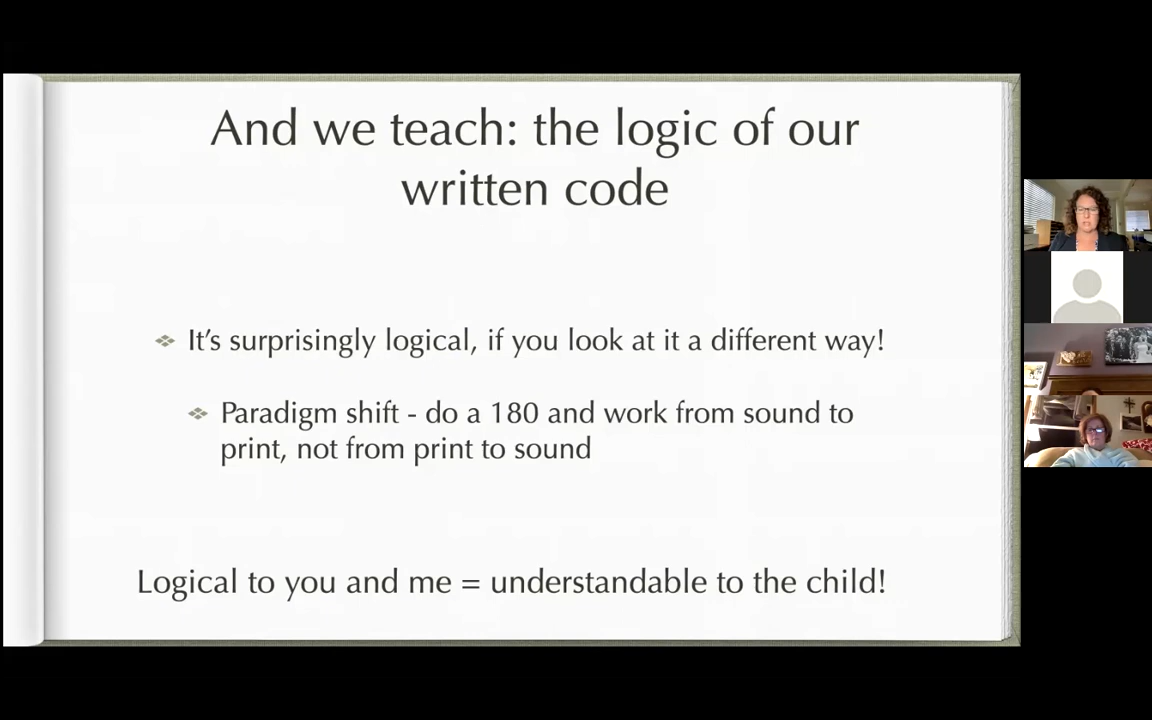 And we teach: the logic of our
written code
It's surprisingly logical, if you look at it a different way!
Paradigm shift - do a 180 and work from sound to
print, not from print to sound
Logical to you and me = understandable to the child!